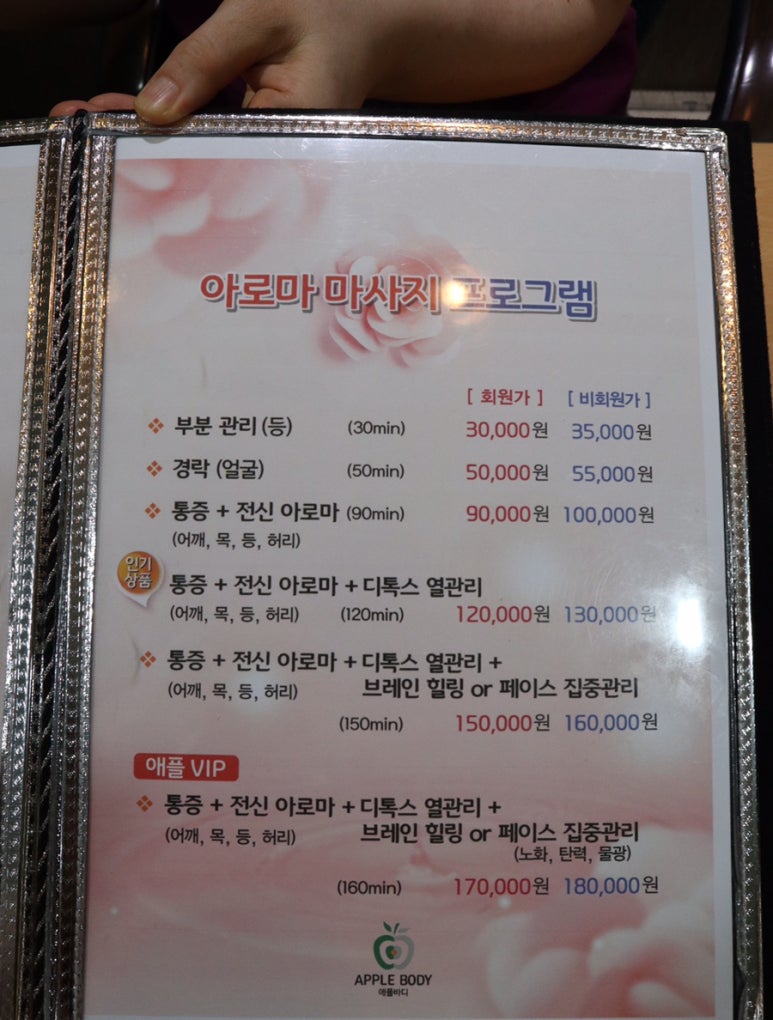 아로마 마사지 프로그램
[ 회원가 ] [ 비회원가 ]
❖ 부분 관리 (등) (30min) 30,000원 35,000원
❖ 경락 (얼굴) (50min) 50,000원 55,000원
❖ 통증 + 전신 아로마 (90min) 90,000원 100,000원
(어깨, 목, 등, 허리)
인기
상품
통증 + 전신 아로마 + 디톡스 열관리
(어깨, 목, 등, 허리) (120min) 120,000원 130,000원
❖ 통증 + 전신 아로마 + 디톡스 열관리 +
(어깨, 목, 등, 허리) 브레인 힐링 or 페이스 집중관리
(150min) 150,000원 160,000원
애플 VIP
❖ 통증 + 전신 아로마 + 디톡스 열관리 +
(어깨, 목, 등, 허리) 브레인 힐링 or 페이스 집중관리
(노화, 탄력, 물광)
(160min) 170,000원 180,000원
APPLE BODY
애플바디